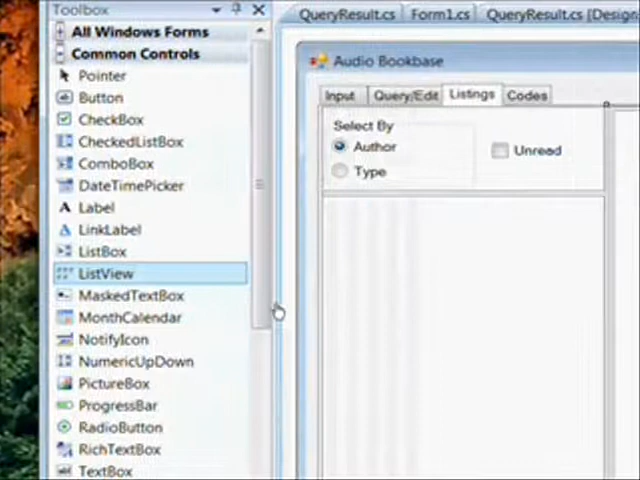 Toolbox
All Windows Forms
Common Controls
Pointer
Button
CheckBox
CheckedListBox
ComboBox
DateTimePicker
Label
LinkLabel
ListBox
ListView
MaskedTextBox
MonthCalendar
NotifyIcon
NumericUpDown
PictureBox
ProgressBar
RadioButton
RichTextBox
TextBox
QueryResult.cs Form1.cs QueryResult.cs [Design]
Audio Bookbase
Input Query/Edit Listings Codes
Select By
Author
Unread
Type